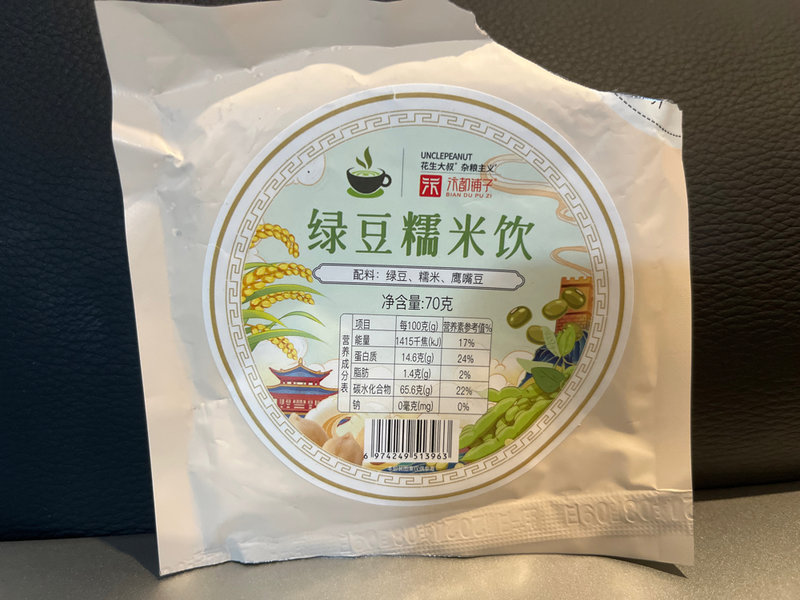 UNCLEPEANUT
花生大叔® 杂粮主义®
汴都铺子®
BIAN DU PU ZI
绿豆糯米饮
配料：绿豆、糯米、鹰嘴豆
净含量:70克
营养成分表
项目 每100克(g) 营养素参考值%
能量 1415千焦(kJ) 17%
蛋白质 14.6克(g) 24%
脂肪 1.4克(g) 2%
碳水化合物 65.6克(g) 22%
钠 0毫克(mg) 0%
6 974249 513963